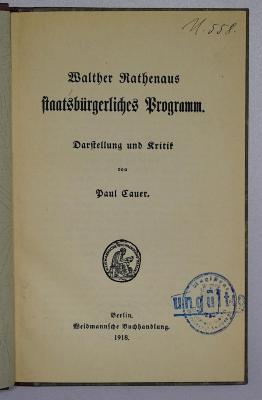 U. 558.
Walther Rathenaus
staatsbürgerliches Programm.
Darstellung und Kritik
von
Paul Cauer.
ungültig
Berlin.
Weidmannsche Buchhandlung.
1918.